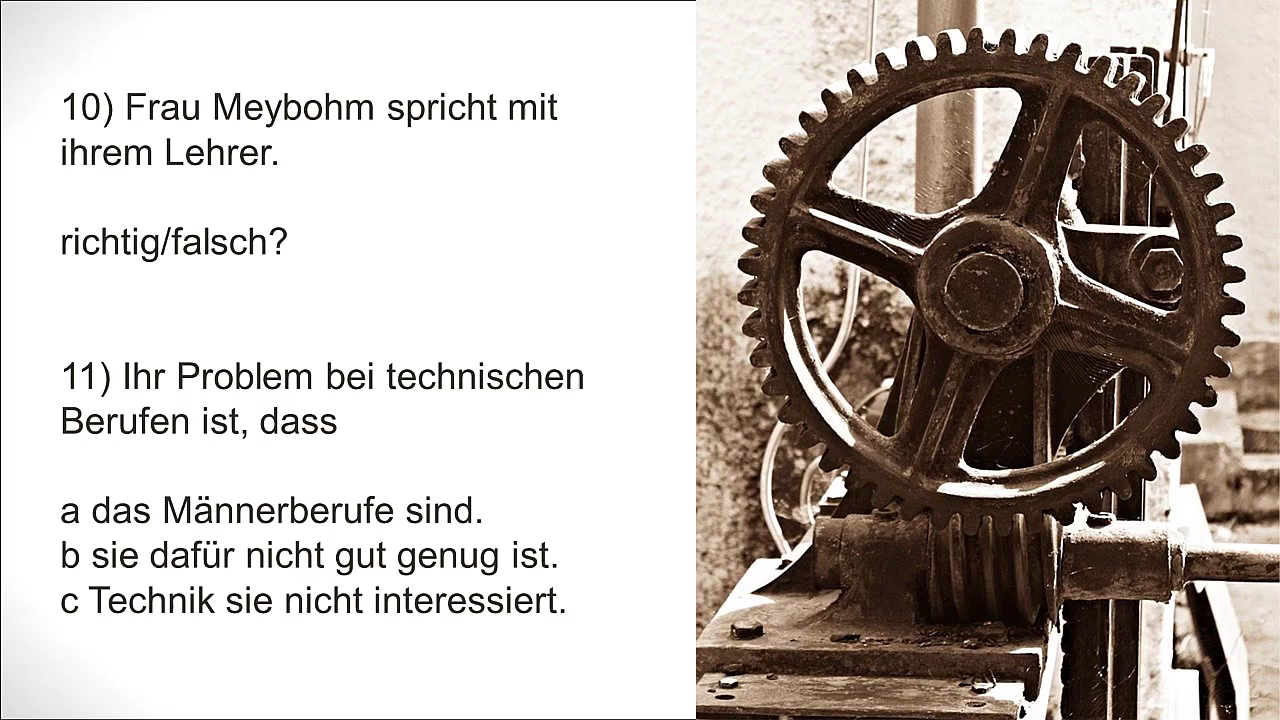 10) Frau Meybohm spricht mit
ihrem Lehrer.
richtig/falsch?
11) Ihr Problem bei technischen
Berufen ist, dass
a das Männerberufe sind.
b sie dafür nicht gut genug ist.
c Technik sie nicht interessiert.